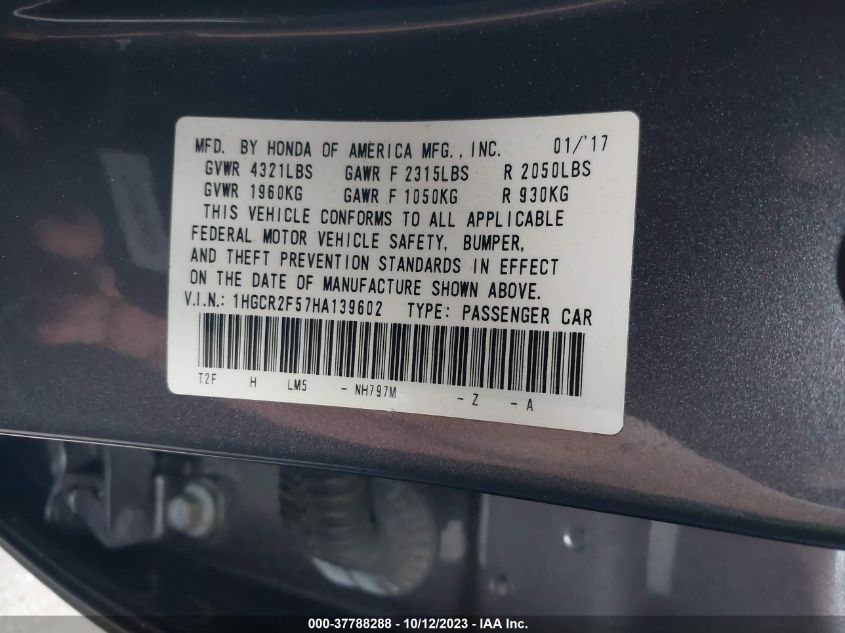 MFD. BY HONDA OF AMERICA MFG., INC. 01/'17
GVWR 4321LBS GAWR F 2315LBS R 2050LBS
GVWR 1960KG GAWR F 1050KG R 930KG
THIS VEHICLE CONFORMS TO ALL APPLICABLE
FEDERAL MOTOR VEHICLE SAFETY, BUMPER,
AND THEFT PREVENTION STANDARDS IN EFFECT
ON THE DATE OF MANUFACTURE SHOWN ABOVE.
V.I.N.: 1HGCR2F57HA139602 TYPE: PASSENGER CAR
T2F H LM5 - NH797M - Z - A
000-37788288 - 10/12/2023 - IAA Inc.